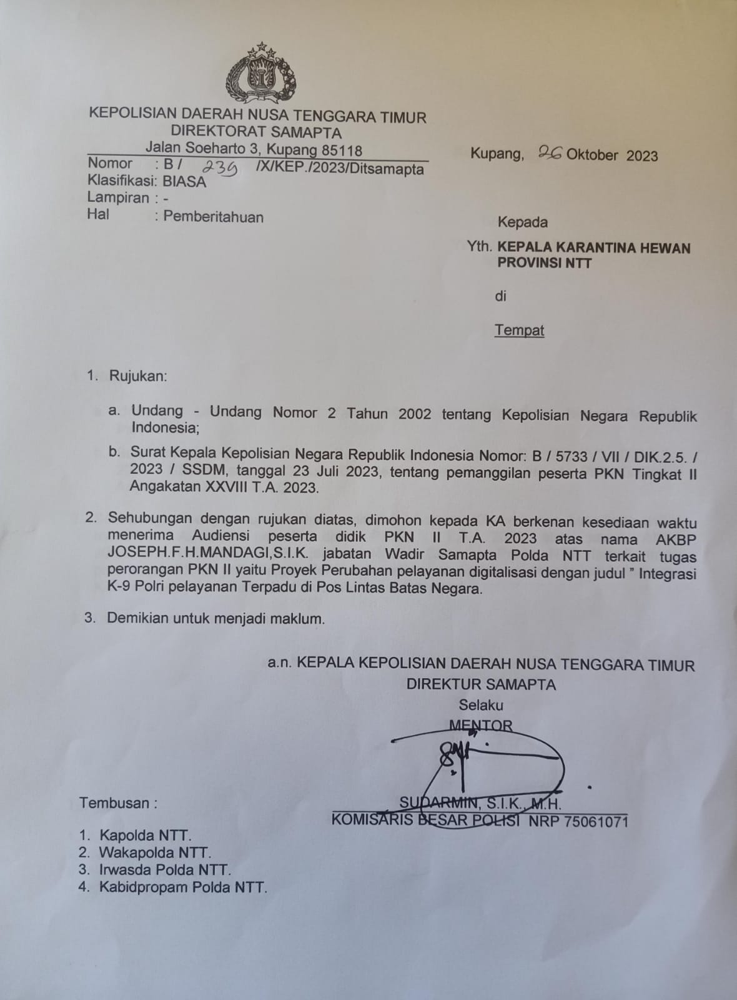 KEPOLISIAN DAERAH NUSA TENGGARA TIMUR
DIREKTORAT SAMAPTA
Jalan Soeharto 3, Kupang 85118
Kupang, 26 Oktober 2023
Nomor : B / 239 /X/KEP./2023/Ditsamapta
Klasifikasi: BIASA
Lampiran : -
Hal : Pemberitahuan
Kepada
Yth. KEPALA KARANTINA HEWAN
PROVINSI NTT
di
Tempat
1. Rujukan:
a. Undang - Undang Nomor 2 Tahun 2002 tentang Kepolisian Negara Republik
Indonesia;
b. Surat Kepala Kepolisian Negara Republik Indonesia Nomor: B / 5733 / VII / DIK.2.5. /
2023 / SSDM, tanggal 23 Juli 2023, tentang pemanggilan peserta PKN Tingkat II
Angakatan XXVIII T.A. 2023.
2. Sehubungan dengan rujukan diatas, dimohon kepada KA berkenan kesediaan waktu
menerima Audiensi peserta didik PKN II T.A. 2023 atas nama AKBP
JOSEPH.F.H.MANDAGI,S.I.K. jabatan Wadir Samapta Polda NTT terkait tugas
perorangan PKN II yaitu Proyek Perubahan pelayanan digitalisasi dengan judul ” Integrasi
K-9 Polri pelayanan Terpadu di Pos Lintas Batas Negara.
3. Demikian untuk menjadi maklum.
a.n. KEPALA KEPOLISIAN DAERAH NUSA TENGGARA TIMUR
DIREKTUR SAMAPTA
Selaku
MENTOR
SUDARMIN, S.I.K., M.H.
KOMISARIS BESAR POLISI NRP 75061071
Tembusan :
1. Kapolda NTT.
2. Wakapolda NTT.
3. Irwasda Polda NTT.
4. Kabidpropam Polda NTT.